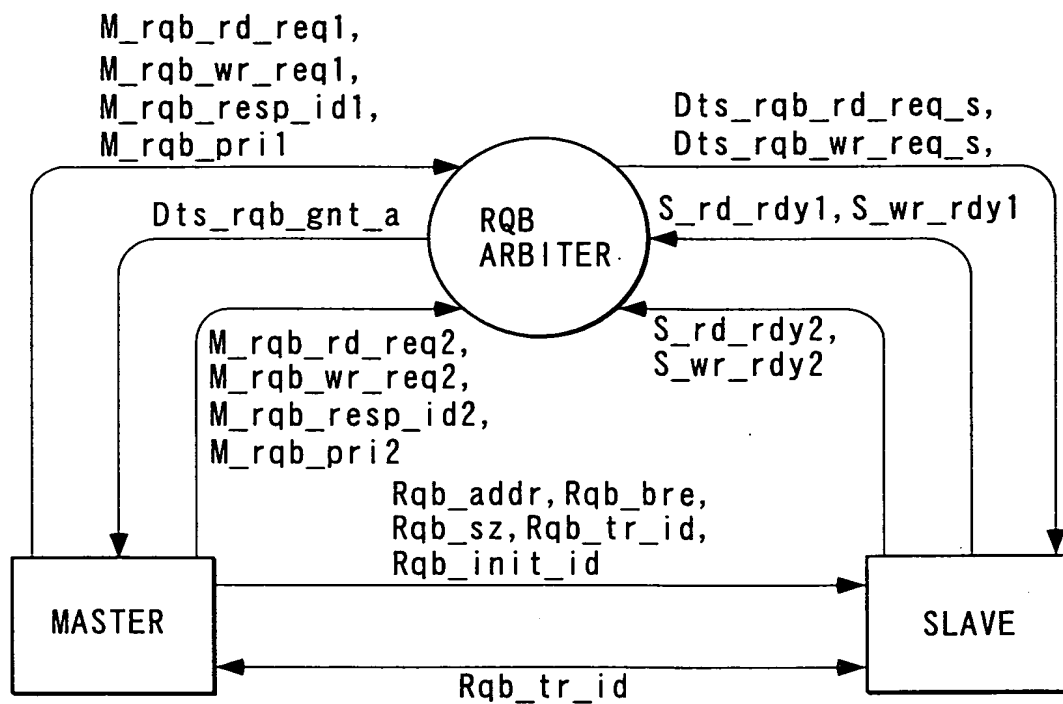 M_rqb_rd_req1,
M_rqb_wr_req1,
M_rqb_resp_id1,
M_rqb_pri1
Dts_rqb_rd_req_s,
Dts_rqb_wr_req_s,
Dts_rqb_gnt_a
RQB
ARBITER
S_rd_rdy1, S_wr_rdy1
M_rqb_rd_req2,
M_rqb_wr_req2,
M_rqb_resp_id2,
M_rqb_pri2
S_rd_rdy2,
S_wr_rdy2
Rqb_addr, Rqb_bre,
Rqb_sz, Rqb_tr_id,
Rqb_init_id
MASTER
SLAVE
Rqb_tr_id